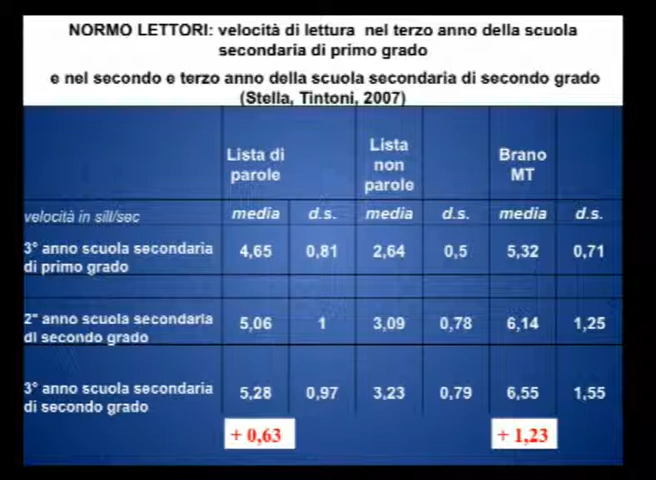 NORMO LETTORI: velocità di lettura nel terzo anno della scuola
secondaria di primo grado
e nel secondo e terzo anno della scuola secondaria di secondo grado
(Stella, Tintoni, 2007)
Lista di
parole
Lista
non
parole
Brano
MT
velocità in sill/sec media d.s. media d.s. media d.s.
3° anno scuola secondaria
di primo grado
4,65 0,81 2,64 0,5 5,32 0,71
2° anno scuola secondaria
di secondo grado
5,06 1 3,09 0,78 6,14 1,25
3° anno scuola secondaria
di secondo grado
5,28 0,97 3,23 0,79 6,55 1,55
+ 0,63 + 1,23